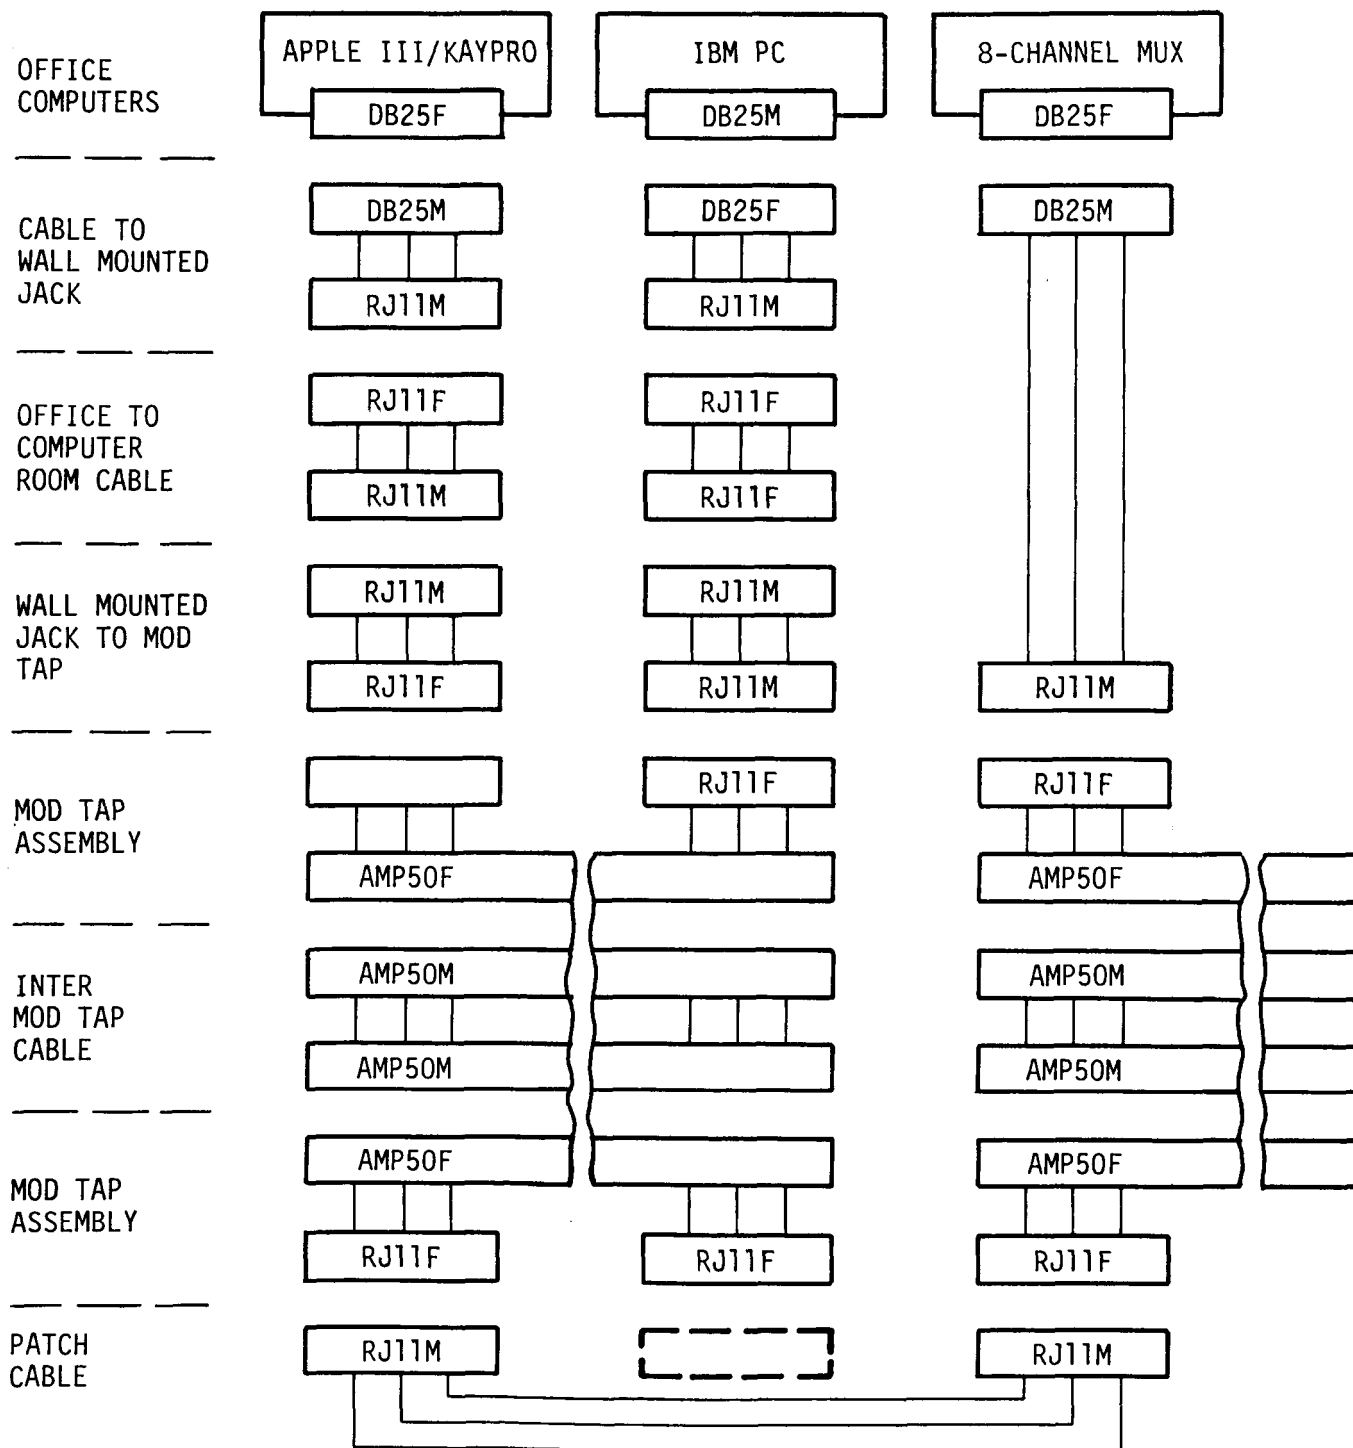 OFFICE
COMPUTERS
APPLE III/KAYPRO
IBM PC
8-CHANNEL MUX
DB25F
DB25M
DB25F
CABLE TO
WALL MOUNTED
JACK
DB25M
DB25F
DB25M
RJ11M
RJ11M
OFFICE TO
COMPUTER
ROOM CABLE
RJ11F
RJ11F
RJ11M
RJ11F
WALL MOUNTED
JACK TO MOD
TAP
RJ11M
RJ11M
RJ11F
RJ11M
RJ11M
MOD TAP
ASSEMBLY
RJ11F
RJ11F
AMP50F
AMP50F
INTER
MOD TAP
CABLE
AMP50M
AMP50M
AMP50M
AMP50M
MOD TAP
ASSEMBLY
AMP50F
AMP50F
RJ11F
RJ11F
RJ11F
PATCH
CABLE
RJ11M
RJ11M